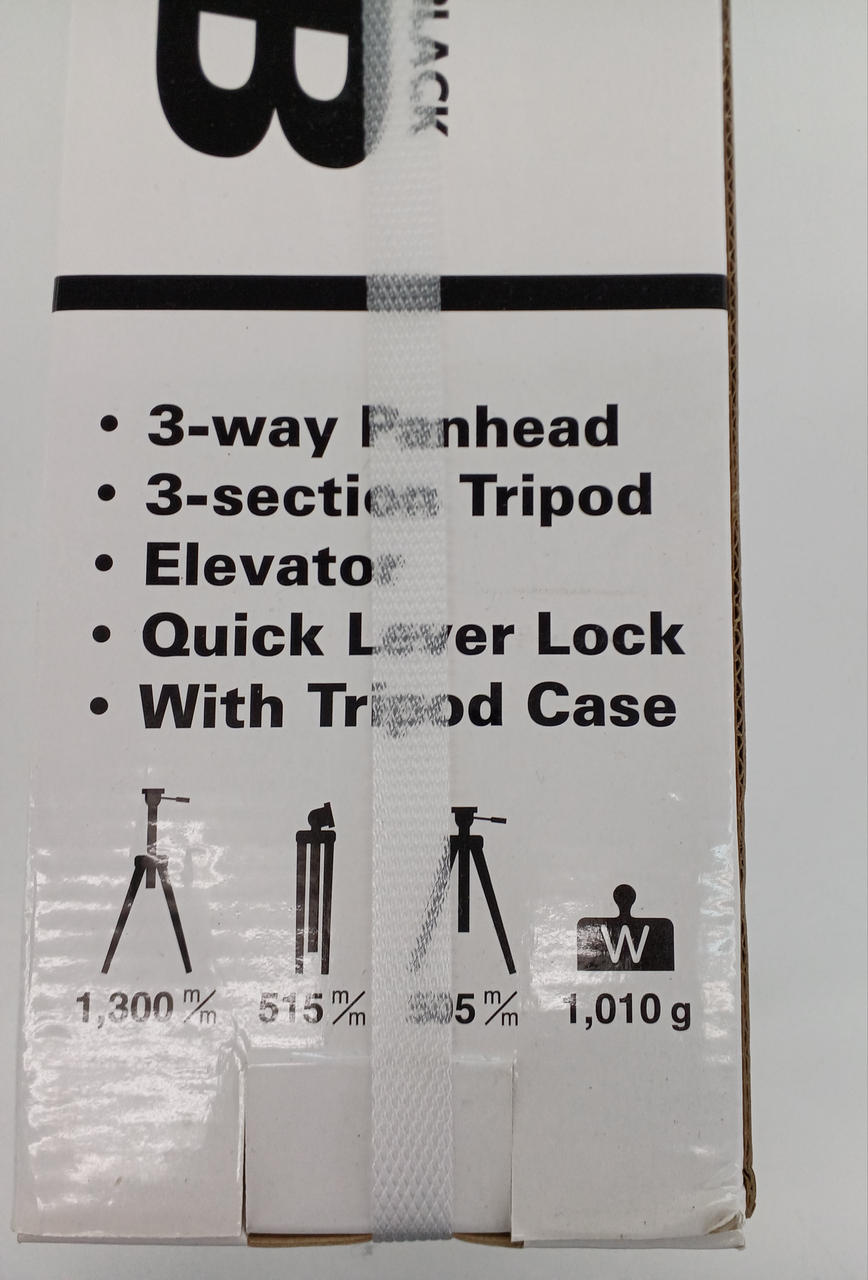 B
BLACK
• 3-way Panhead
• 3-section Tripod
• Elevator
• Quick Lever Lock
• With Tripod Case
W
1,300 m/m
515 m/m
505 m/m
1,010 g